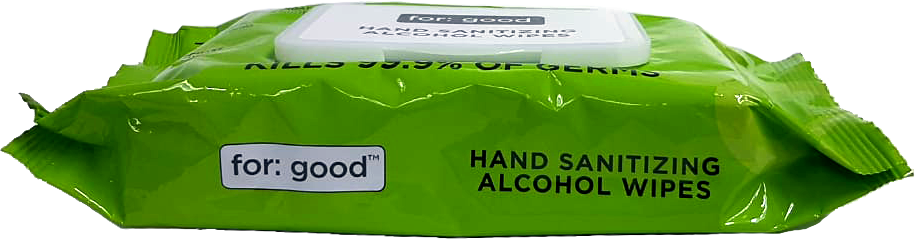 for: good
HAND SANITIZING
ALCOHOL WIPES
KILLS 99.9% OF GERMS
for: good™
HAND SANITIZING
ALCOHOL WIPES